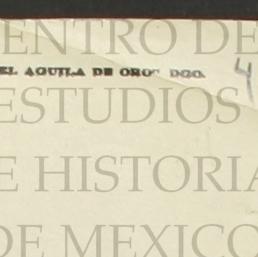 ENTRO DE
EL AGUILA DE ORO" DGO. 4
ESTUDIOS
E HISTORIA
DE MEXICO